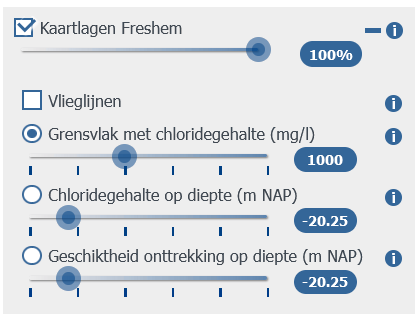 Kaartlagen Freshem
i
100%
Vlieglijnen
i
Grensvlak met chloridegehalte (mg/l)
i
1000
Chloridegehalte op diepte (m NAP)
i
-20.25
Geschiktheid onttrekking op diepte (m NAP)
i
-20.25